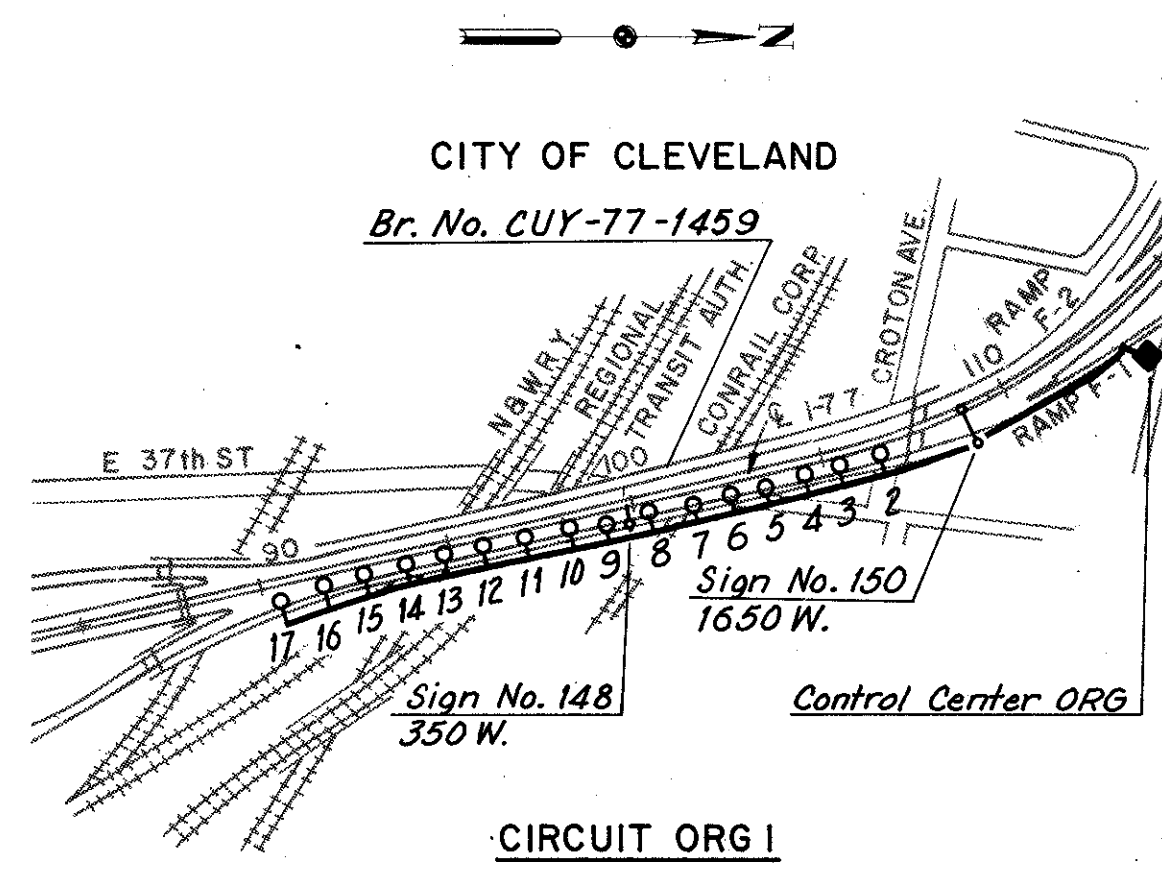 N
CITY OF CLEVELAND
Br. No. CUY-77-1459
N&W RY.
REGIONAL
TRANSIT AUTH.
CONRAIL CORP.
CROTON AVE.
110
RAMP
F-2
RAMP F-1
℄ I-77
100
E 37th ST
90
17 16 15 14 13 12 11 10 9 8 7 6 5 4 3 2
Sign No. 150
1650 W.
Sign No. 148
350 W.
Control Center ORG
CIRCUIT ORG 1